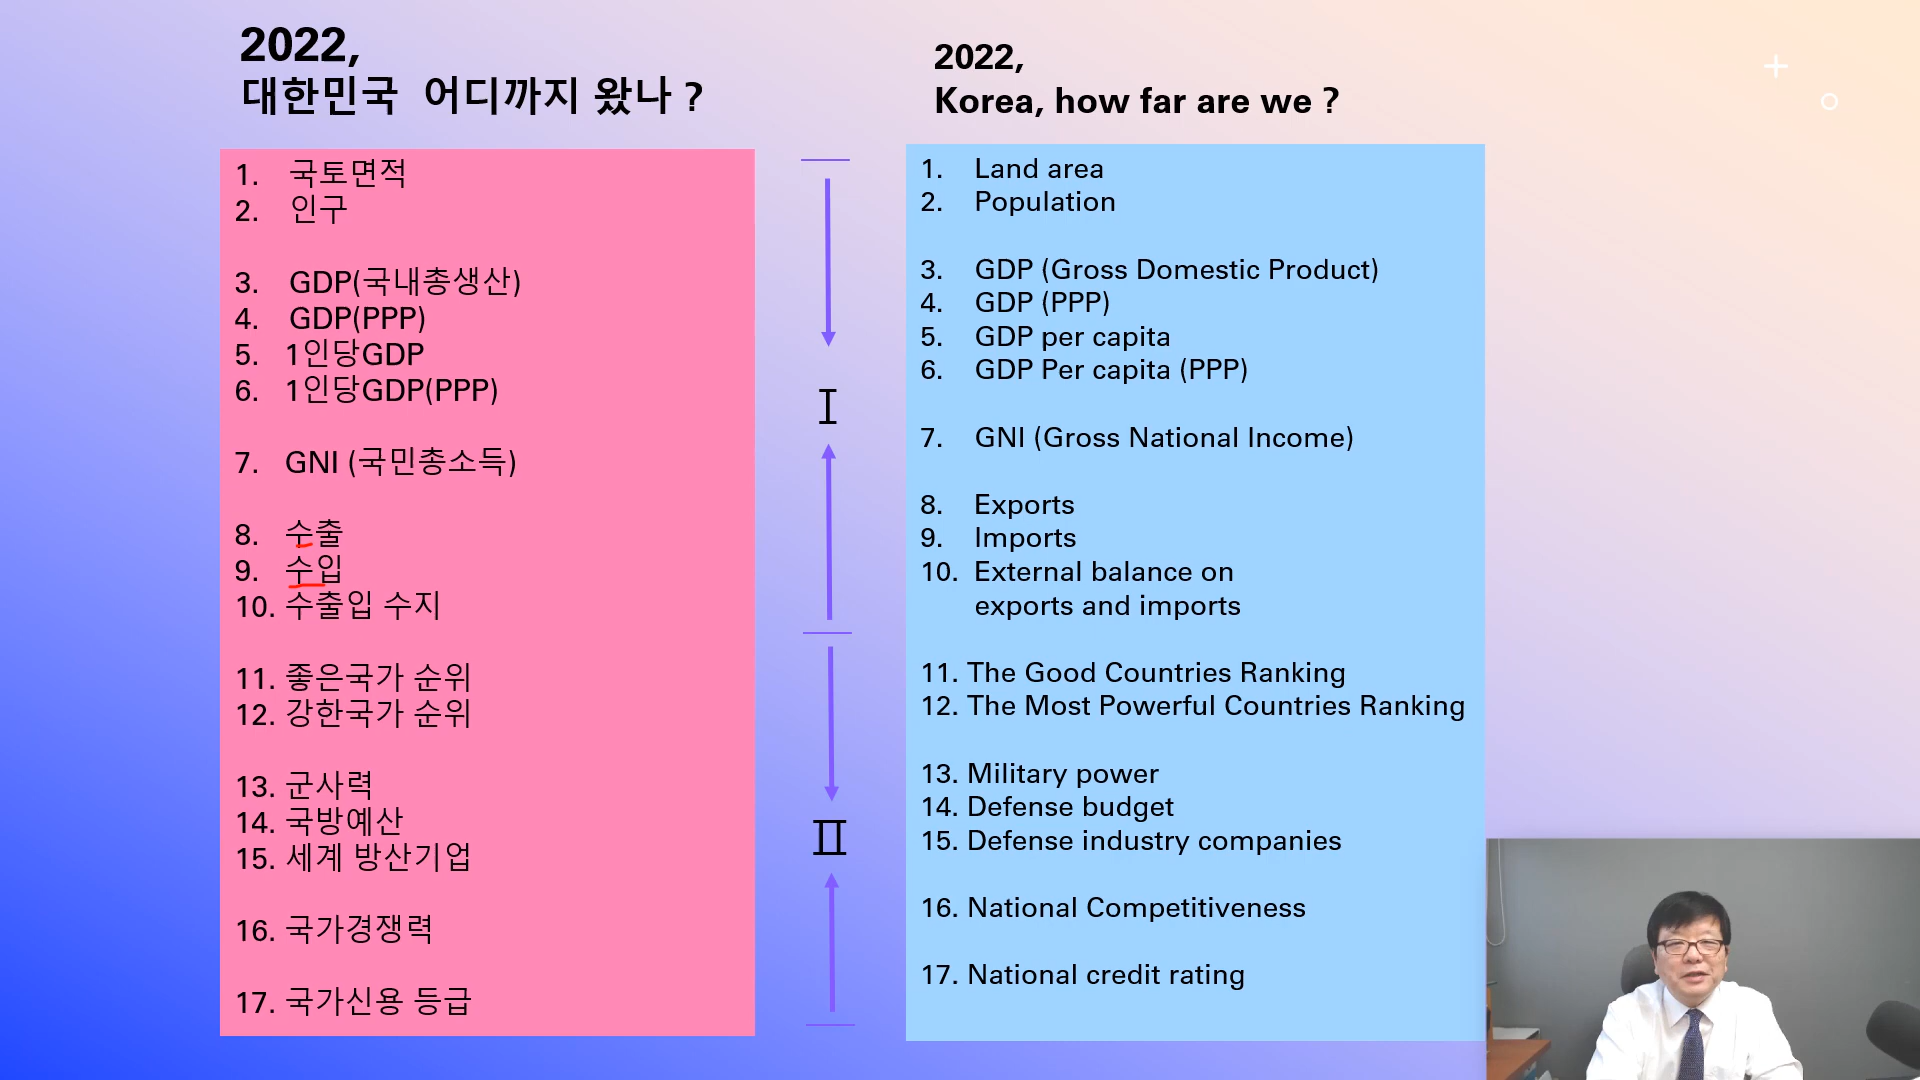 2022,
대한민국 어디까지 왔나 ?
1. 국토면적
2. 인구
3. GDP(국내총생산)
4. GDP(PPP)
5. 1인당GDP
6. 1인당GDP(PPP)
7. GNI (국민총소득)
8. 수출
9. 수입
10. 수출입 수지
11. 좋은국가 순위
12. 강한국가 순위
13. 군사력
14. 국방예산
15. 세계 방산기업
16. 국가경쟁력
17. 국가신용 등급
I
II
2022,
Korea, how far are we ?
1. Land area
2. Population
3. GDP (Gross Domestic Product)
4. GDP (PPP)
5. GDP per capita
6. GDP Per capita (PPP)
7. GNI (Gross National Income)
8. Exports
9. Imports
10. External balance on
exports and imports
11. The Good Countries Ranking
12. The Most Powerful Countries Ranking
13. Military power
14. Defense budget
15. Defense industry companies
16. National Competitiveness
17. National credit rating